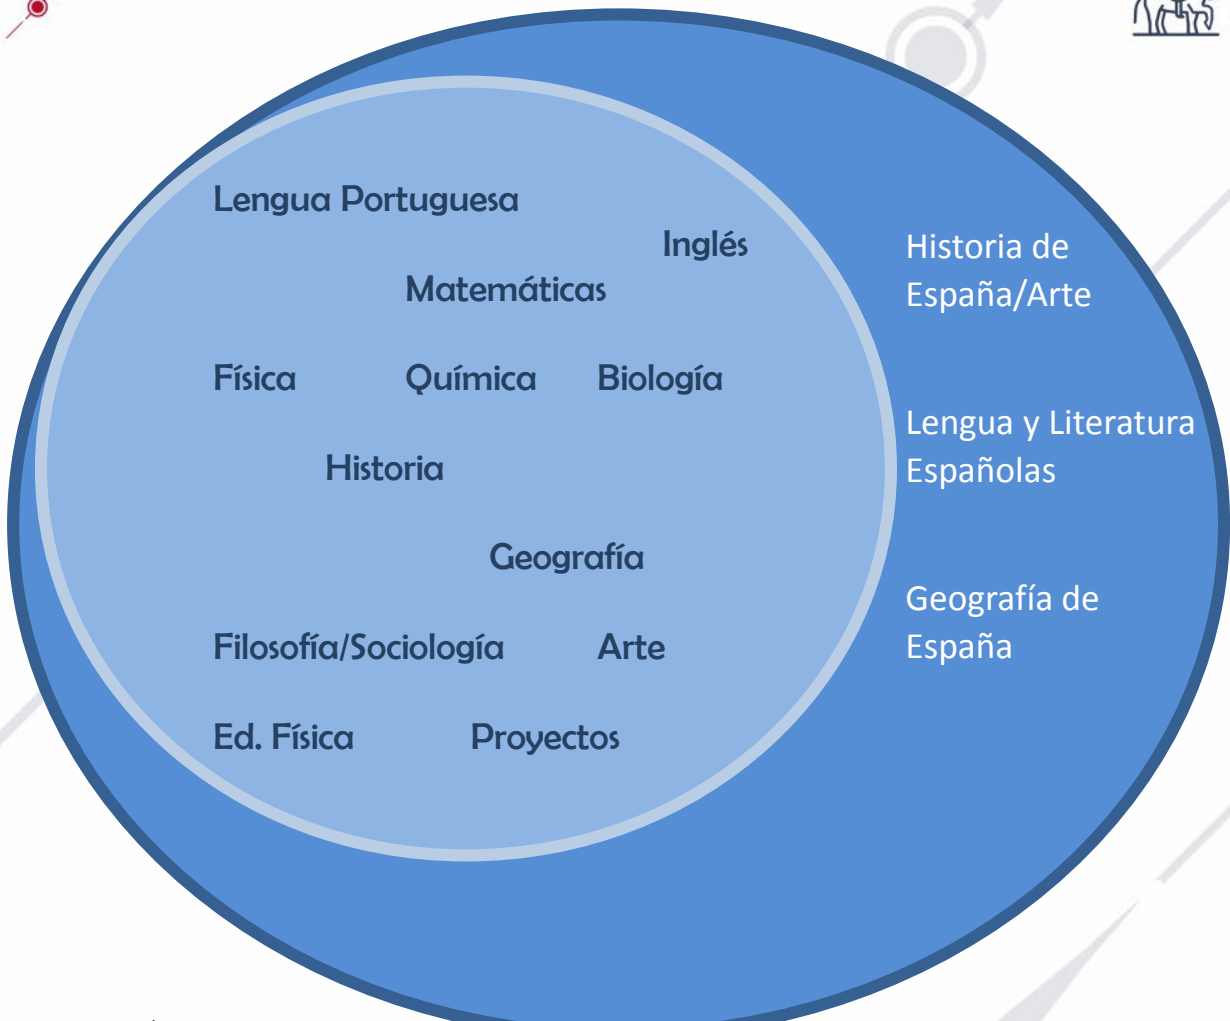 Lengua Portuguesa
Inglés
Matemáticas
Física Química Biología
Historia
Geografía
Filosofía/Sociología Arte
Ed. Física Proyectos
Historia de
España/Arte
Lengua y Literatura
Españolas
Geografía de
España